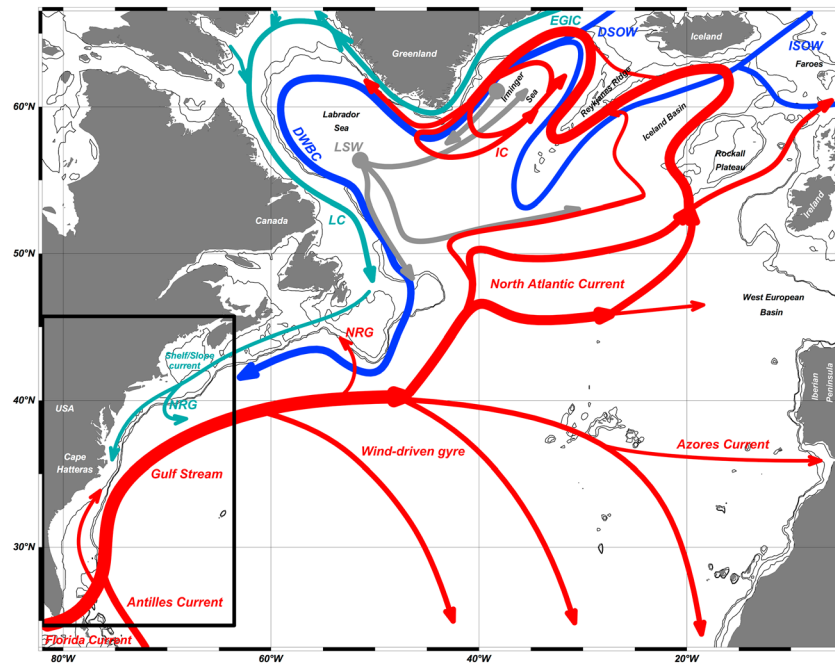 EGIC
DSOW
Iceland
ISOW
Faroes
Greenland
60°N
Labrador
Sea
Irminger
Sea
Reykjanes Ridge
Iceland Basin
DWBC
LSW
IC
Rockall
Plateau
Ireland
Canada
LC
50°N
North Atlantic Current
West European
Basin
NRG
Shelf/Slope
current
NRG
USA
40°N
Iberian
Peninsula
Cape
Hatteras
Gulf Stream
Wind-driven gyre
Azores Current
30°N
Antilles Current
Florida Current
80°W
60°W
40°W
20°W